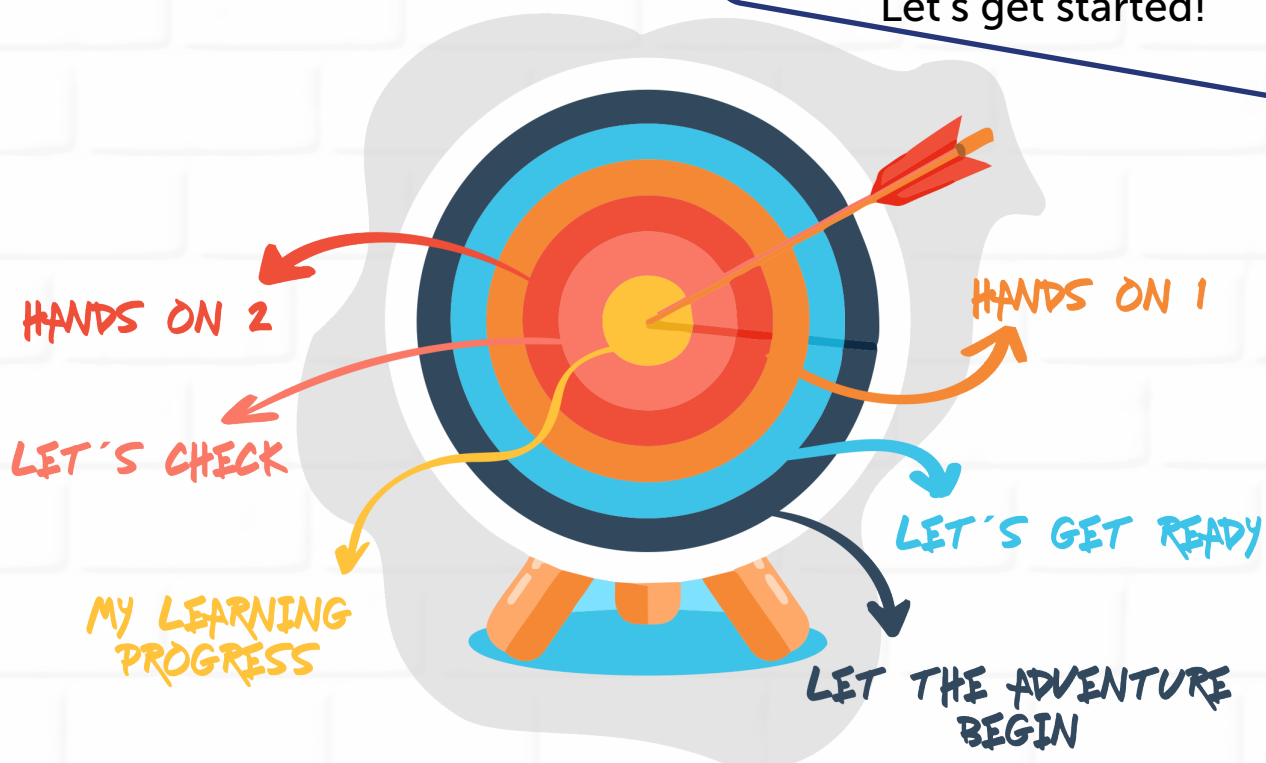 Let's get started!
HANDS ON 2
HANDS ON 1
LET´S CHECK
LET´S GET READY
MY LEARNING
PROGRESS
LET THE ADVENTURE
BEGIN